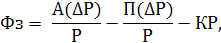 Фз = А(ΔР)/Р − П(ΔР)/Р − КР,